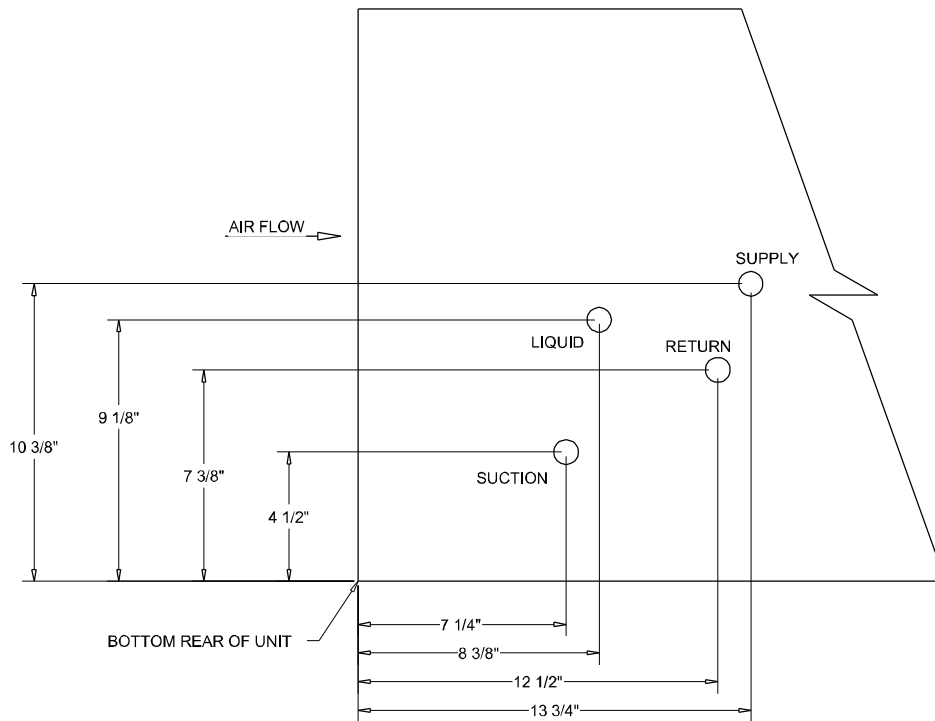 AIR FLOW
SUPPLY
LIQUID
RETURN
9 1/8"
10 3/8"
7 3/8"
SUCTION
4 1/2"
7 1/4"
BOTTOM REAR OF UNIT
8 3/8"
12 1/2"
13 3/4"